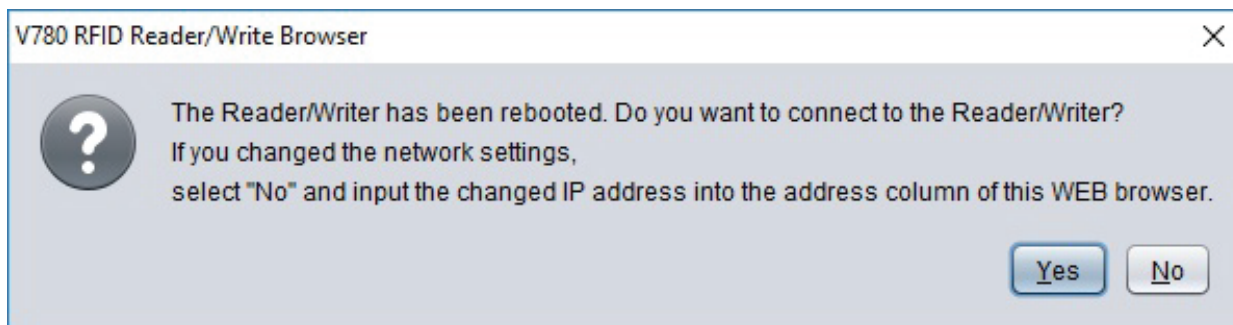 V780 RFID Reader/Write Browser
The Reader/Writer has been rebooted. Do you want to connect to the Reader/Writer?
If you changed the network settings,
select "No" and input the changed IP address into the address column of this WEB browser.
Yes No